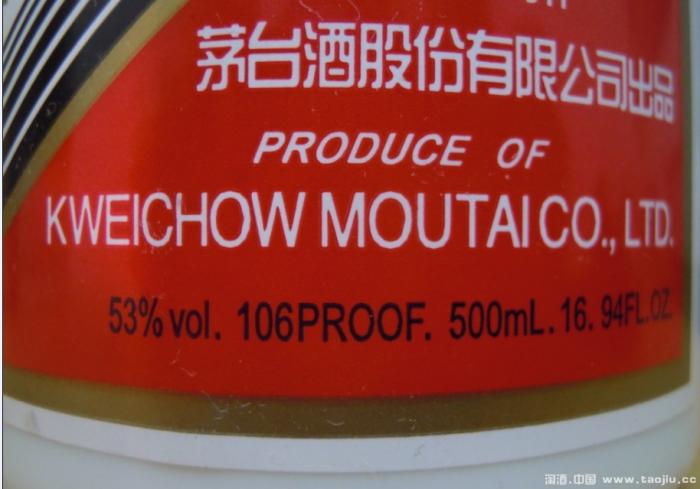 茅台酒股份有限公司出品
PRODUCE OF
KWEICHOW MOUTAI CO., LTD.
53% vol. 106PROOF. 500mL. 16. 94FL.OZ.
淘酒.中国 www.taojiu.cc